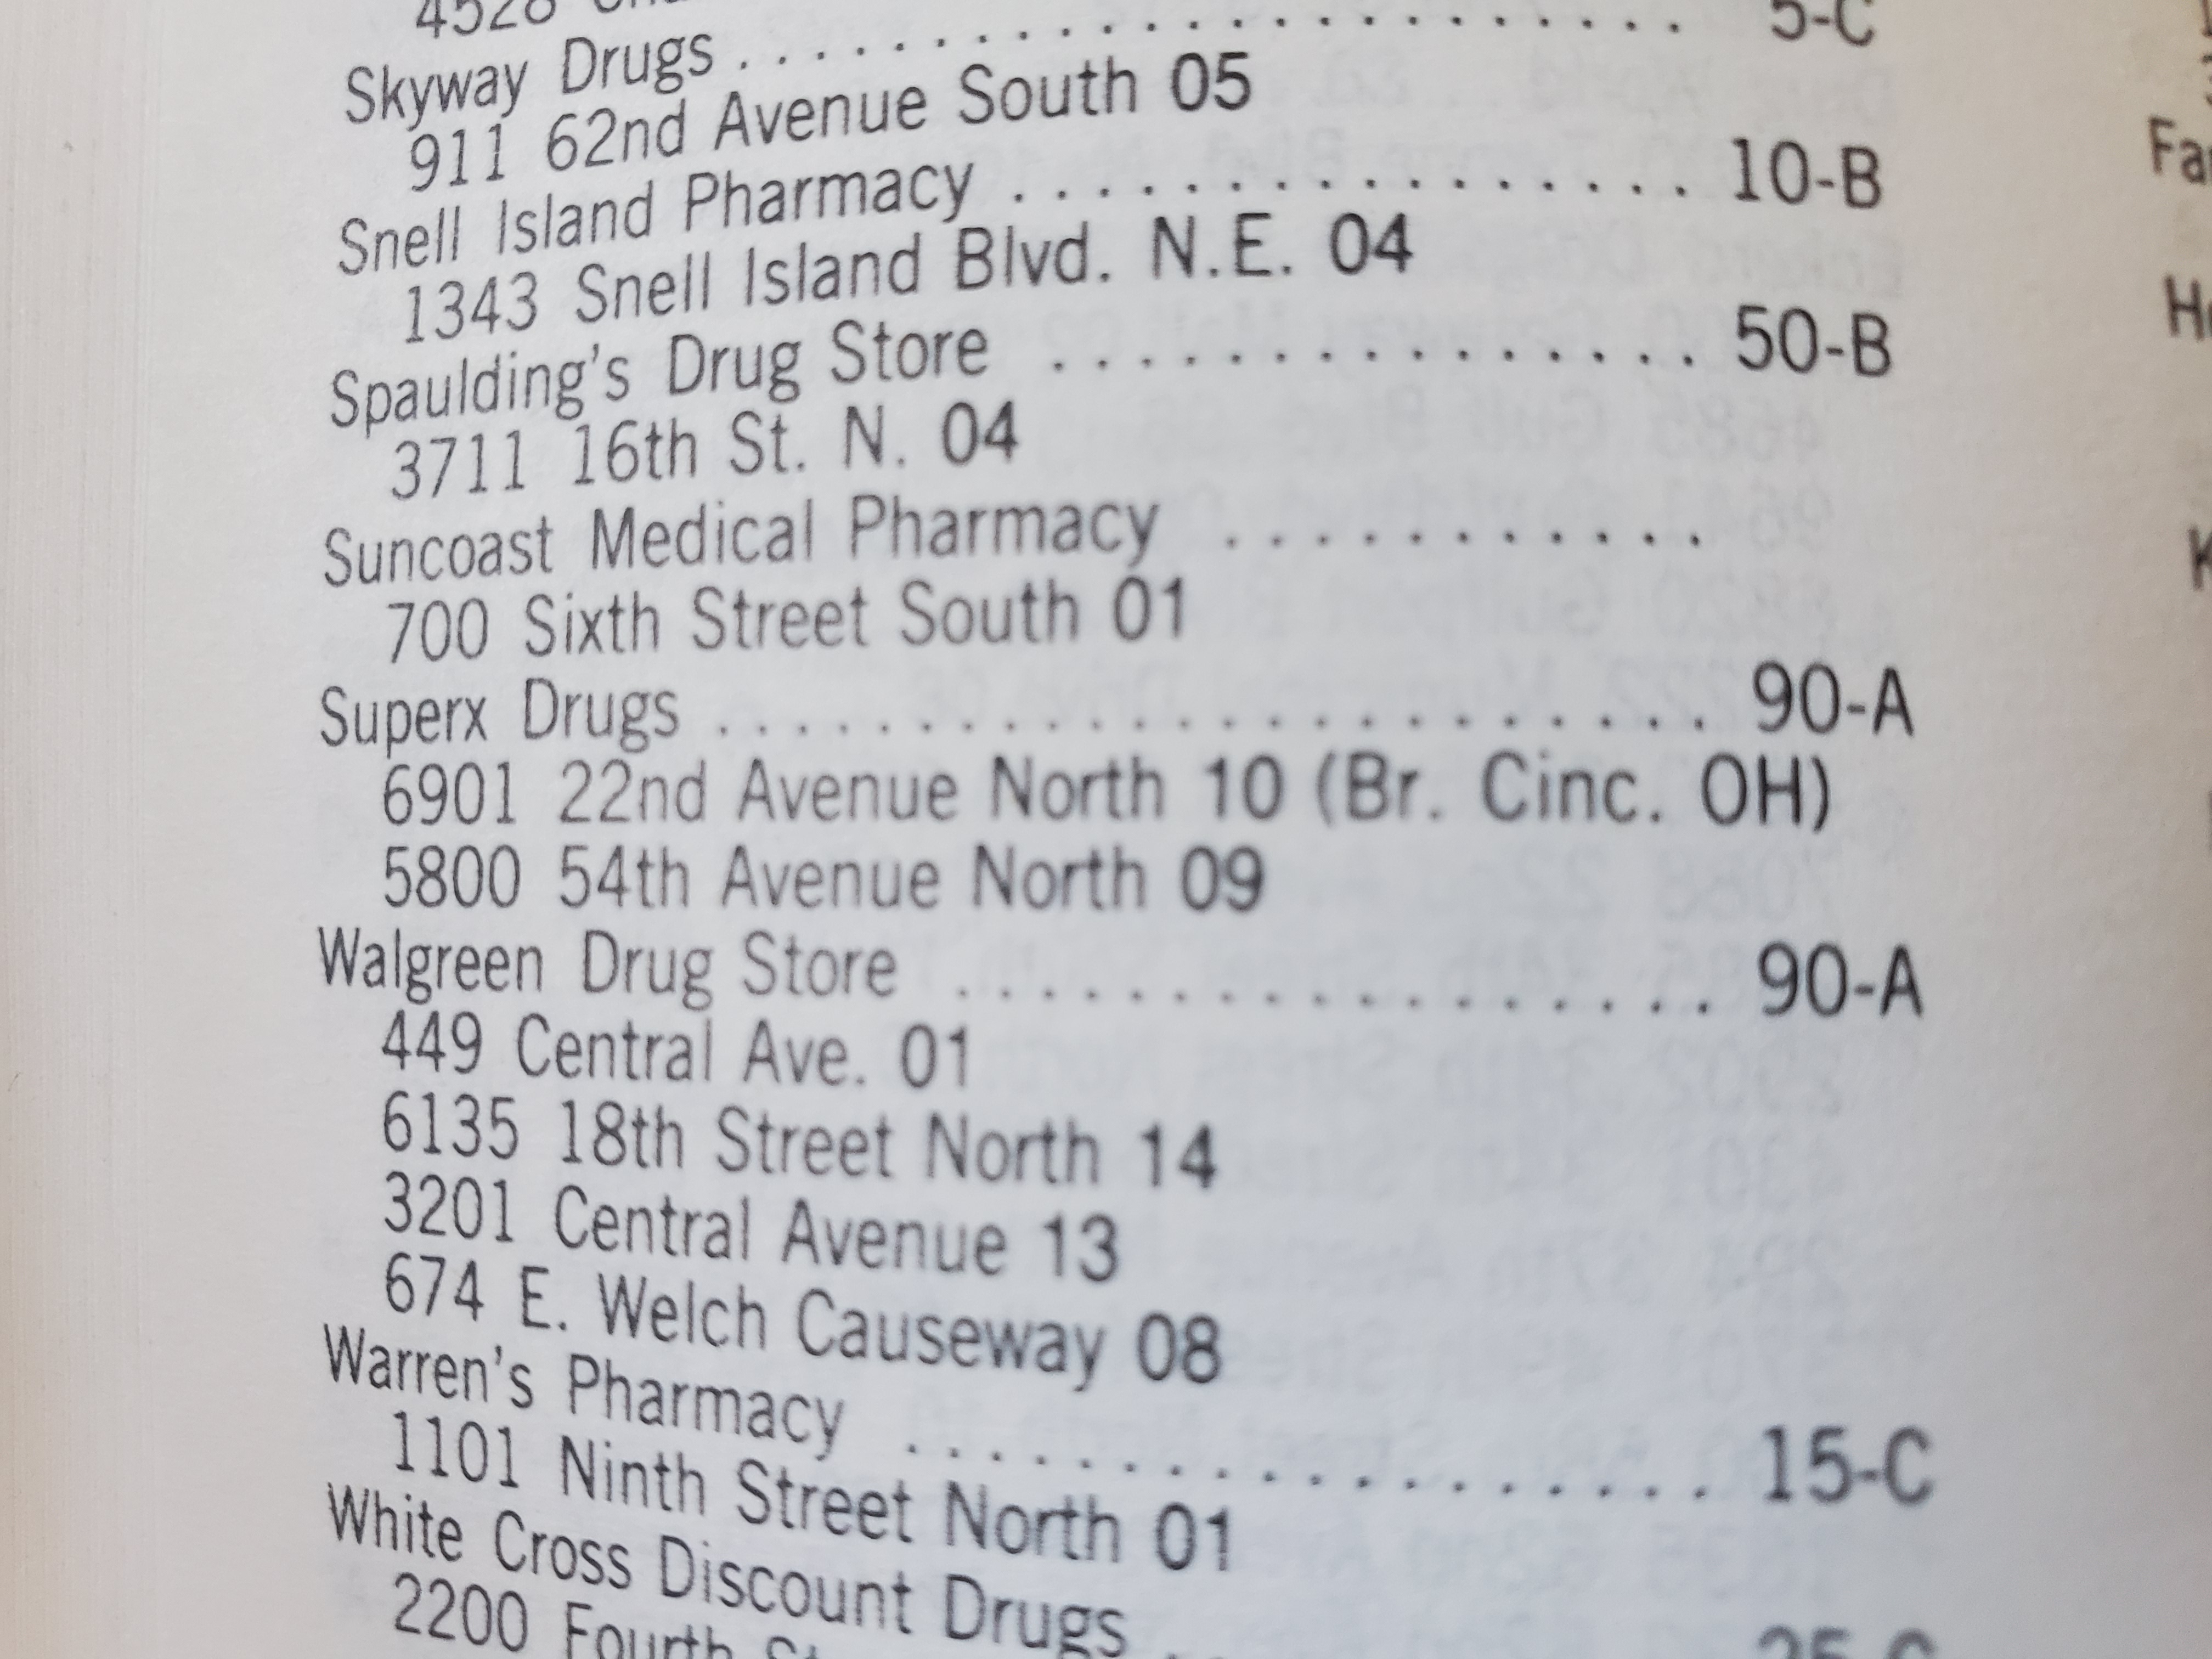 4528
Skyway Drugs . . . . . . . . . . . . . . . . . . . . . . . 5-C
911 62nd Avenue South 05
Snell Island Pharmacy . . . . . . . . . . . . . . . . . 10-B
1343 Snell Island Blvd. N.E. 04
Spaulding's Drug Store . . . . . . . . . . . . . . . . 50-B
3711 16th St. N. 04
Suncoast Medical Pharmacy . . . . . . . . . . . .
700 Sixth Street South 01
Superx Drugs . . . . . . . . . . . . . . . . . . . . . . . . 90-A
6901 22nd Avenue North 10 (Br. Cinc. OH)
5800 54th Avenue North 09
Walgreen Drug Store . . . . . . . . . . . . . . . . . . 90-A
449 Central Ave. 01
6135 18th Street North 14
3201 Central Avenue 13
674 E. Welch Causeway 08
Warren's Pharmacy . . . . . . . . . . . . . . . . . . . 15-C
1101 Ninth Street North 01
White Cross Discount Drugs
2200 Fourth